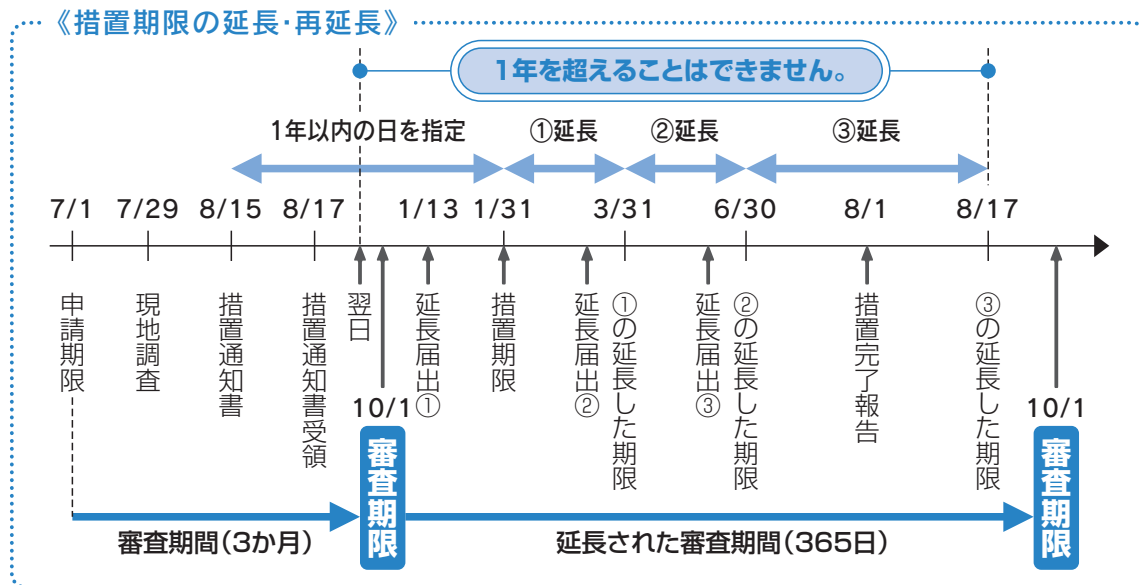 《措置期限の延長・再延長》
1年を超えることはできません。
1年以内の日を指定
①延長
②延長
③延長
7/1
7/29
8/15
8/17
1/13
1/31
3/31
6/30
8/1
8/17
申請期限
現地調査
措置通知書
措置通知書受領
翌日
延長届出①
措置期限
延長届出②
①の延長した期限
延長届出③
②の延長した期限
措置完了報告
③の延長した期限
10/1
審査期限
10/1
審査期限
審査期間(3か月)
延長された審査期間(365日)